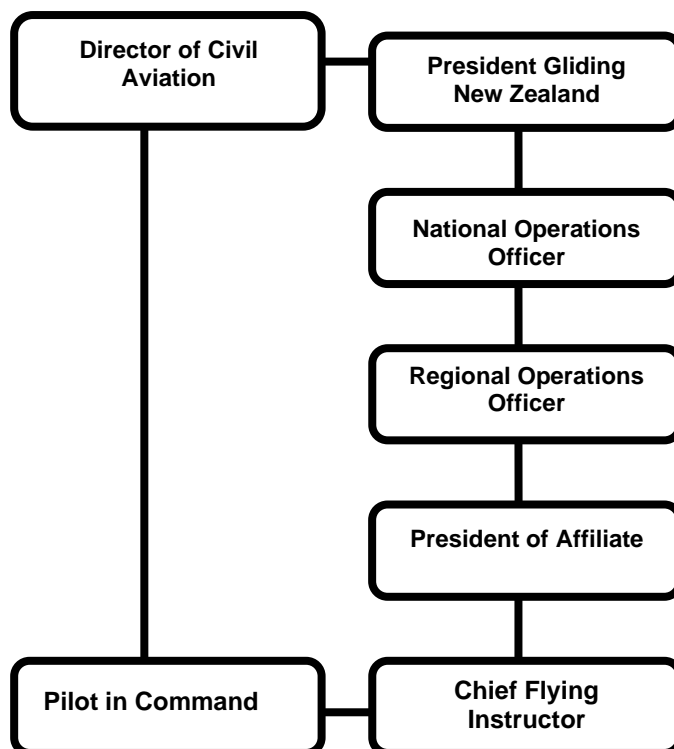 Director of Civil
Aviation
President Gliding
New Zealand
National Operations
Officer
Regional Operations
Officer
President of Affiliate
Pilot in Command
Chief Flying
Instructor